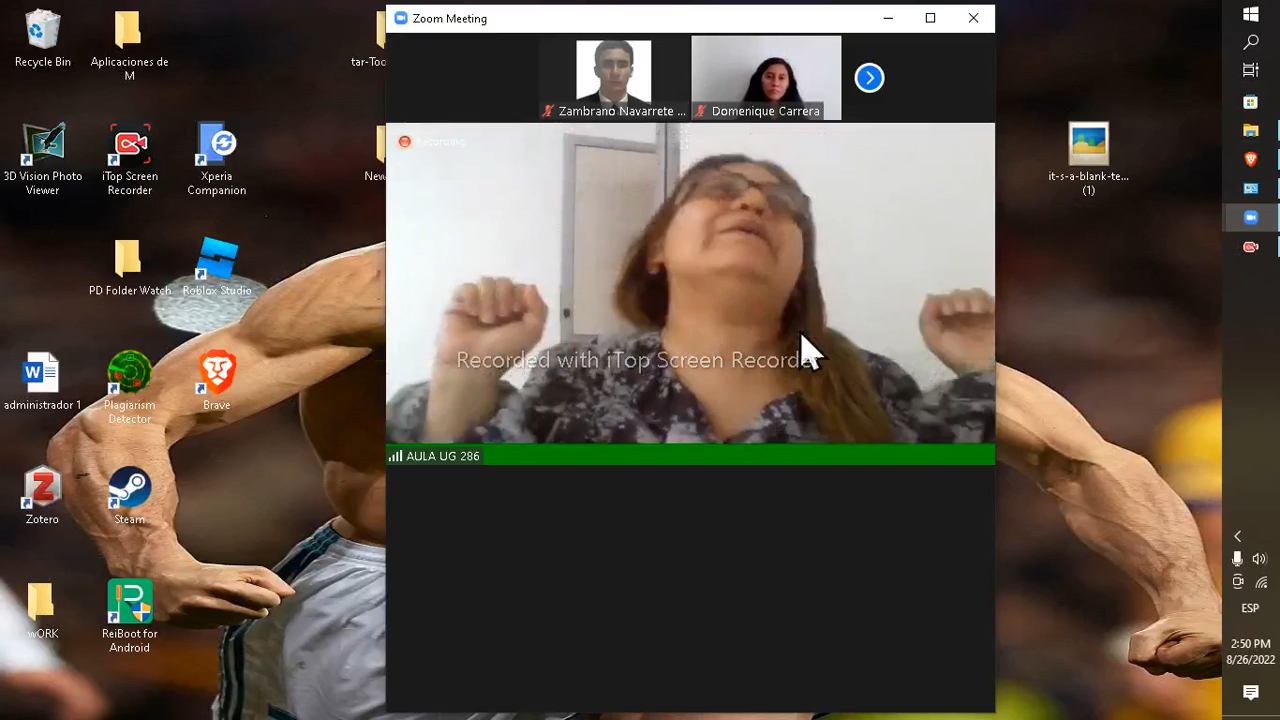 Recycle Bin
Aplicaciones de
M
tar-Too
3D Vision Photo
Viewer
iTop Screen
Recorder
Xperia
Companion
New
PD Folder Watch
Roblox Studio
administrador 1
Plagiarism
Detector
Brave
Zotero
Steam
wORK
ReiBoot for
Android
Zoom Meeting
Zambrano Navarrete ...
Domenique Carrera
Recording
Recorded with iTop Screen Recorde
AULA UG 286
it-s-a-blank-te...
(1)
ESP
2:50 PM
8/26/2022